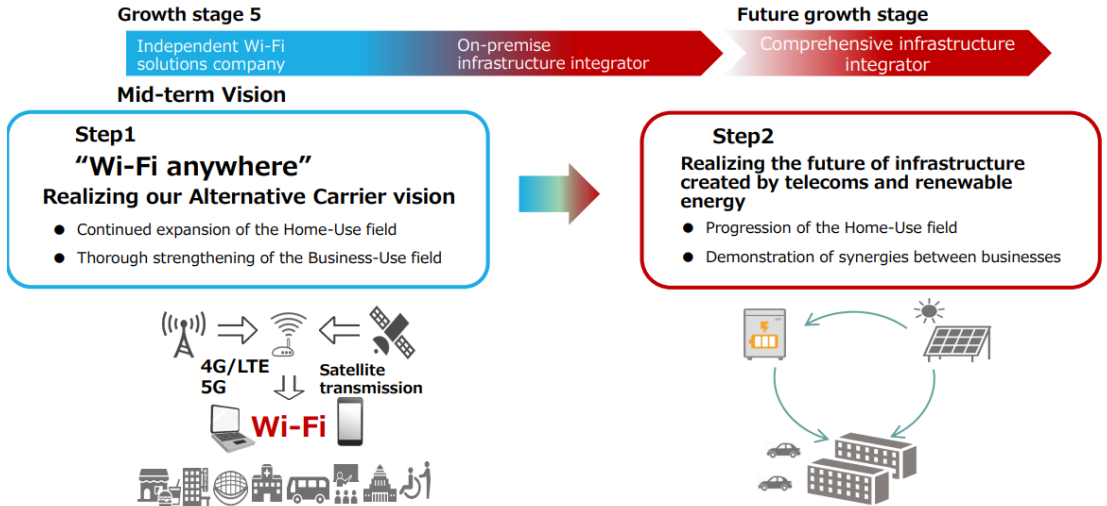 Growth stage 5
Future growth stage
Independent Wi-Fi
solutions company
On-premise
infrastructure integrator
Comprehensive infrastructure
integrator
Mid-term Vision
Step1
“Wi-Fi anywhere”
Realizing our Alternative Carrier vision
● Continued expansion of the Home-Use field
● Thorough strengthening of the Business-Use field
Step2
Realizing the future of infrastructure
created by telecoms and renewable
energy
● Progression of the Home-Use field
● Demonstration of synergies between businesses
4G/LTE
5G
Satellite
transmission
Wi-Fi